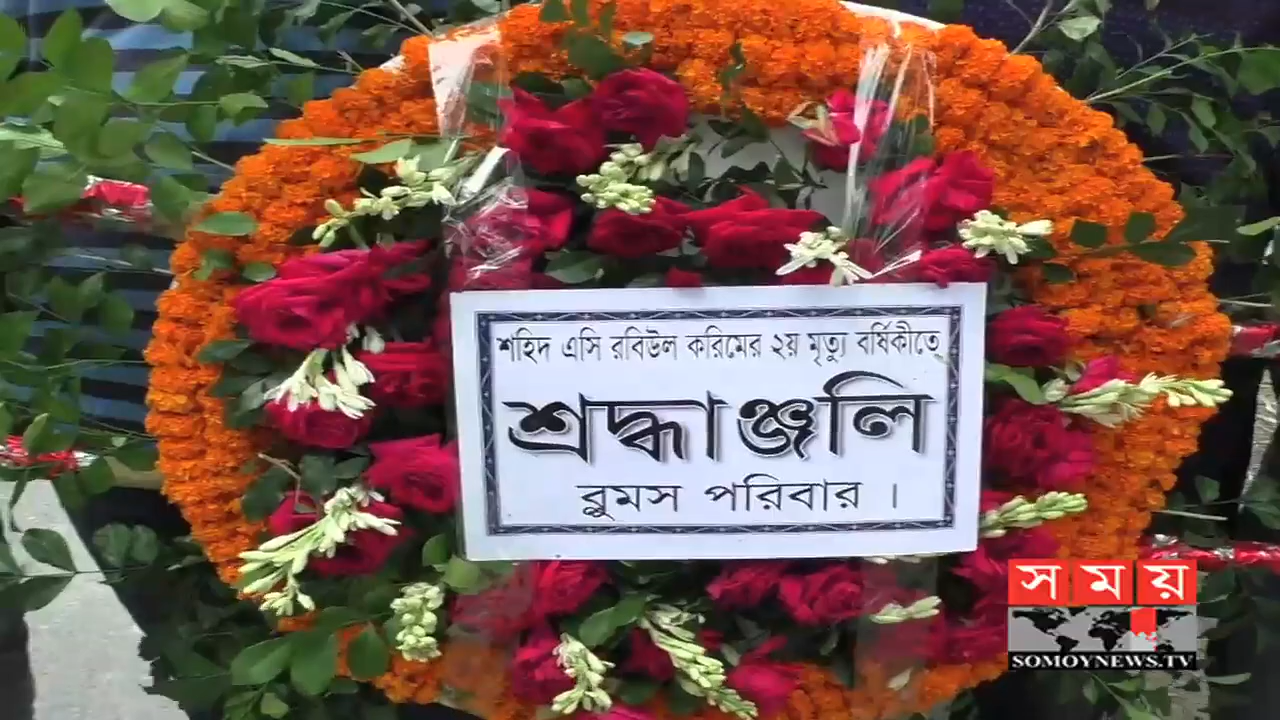 শহিদ এসি রবিউল করিমের ২য় মৃত্যু বর্ষিকীতে
শ্রদ্ধাঞ্জলি
ব্লুমস পরিবার ।
সময়
SOMOYNEWS.TV